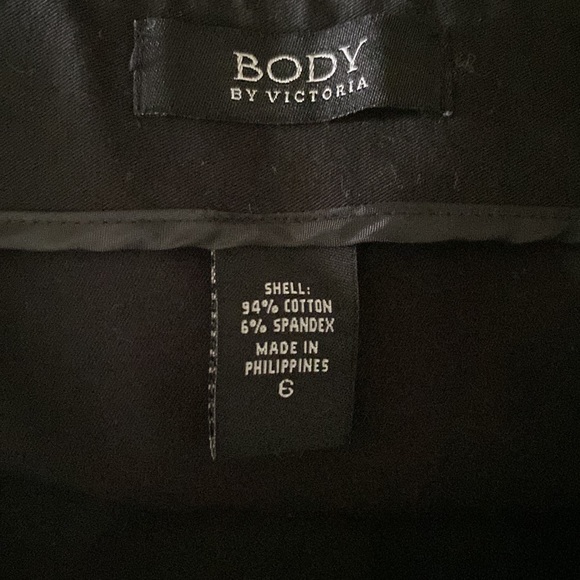 BODY
BY VICTORIA
SHELL:
94% COTTON
6% SPANDEX
MADE IN
PHILIPPINES
6